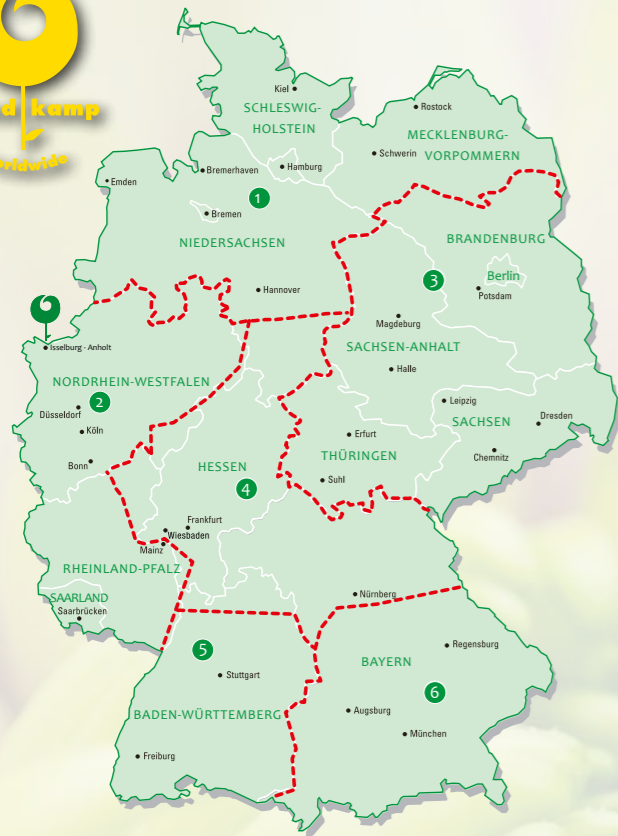 d kamp
worldwide
Kiel
SCHLESWIG-
HOLSTEIN
Rostock
MECKLENBURG-
VORPOMMERN
Schwerin
Hamburg
Bremerhaven
Emden
Bremen
1
NIEDERSACHSEN
BRANDENBURG
Berlin
3
Potsdam
Hannover
Magdeburg
SACHSEN-ANHALT
Isselburg - Anholt
Halle
NORDRHEIN-WESTFALEN
2
Düsseldorf
Köln
Leipzig
SACHSEN
Dresden
Chemnitz
Erfurt
THÜRINGEN
Suhl
Bonn
HESSEN
4
Frankfurt
Wiesbaden
Mainz
RHEINLAND-PFALZ
SAARLAND
Saarbrücken
Nürnberg
5
Stuttgart
BAYERN
Regensburg
6
BADEN-WÜRTTEMBERG
Augsburg
München
Freiburg